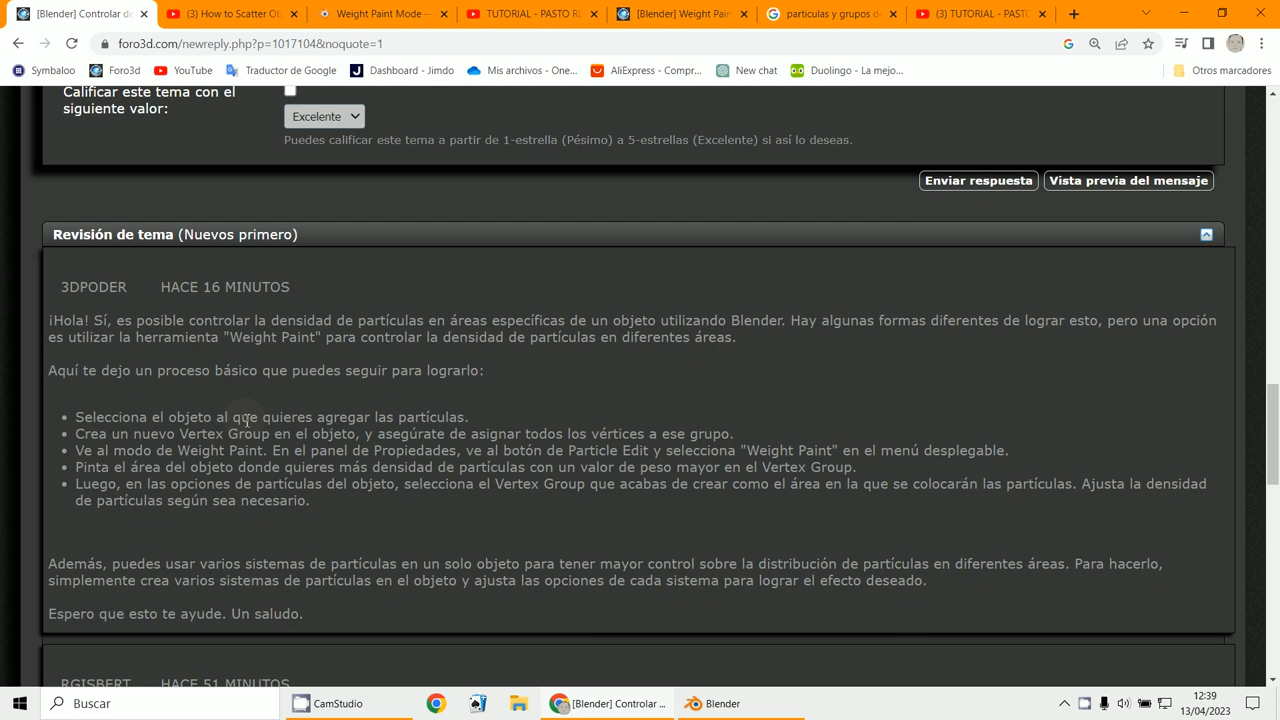 [Blender] Controlar de
(3) How to Scatter Ob
Weight Paint Mode —
TUTORIAL - PASTO RE
[Blender] Weight Pain
particulas y grupos de
(3) TUTORIAL - PASTO
foro3d.com/newreply.php?p=1017104&noquote=1
Symbaloo
Foro3d
YouTube
Traductor de Google
Dashboard - Jimdo
Mis archivos - One...
AliExpress - Compr...
New chat
Duolingo - La mejo...
Otros marcadores
Calificar este tema con el
siguiente valor:
Excelente
Puedes calificar este tema a partir de 1-estrella (Pésimo) a 5-estrellas (Excelente) si así lo deseas.
Enviar respuesta
Vista previa del mensaje
Revisión de tema (Nuevos primero)
3DPODER HACE 16 MINUTOS
¡Hola! Sí, es posible controlar la densidad de partículas en áreas específicas de un objeto utilizando Blender. Hay algunas formas diferentes de lograr esto, pero una opción
es utilizar la herramienta "Weight Paint" para controlar la densidad de partículas en diferentes áreas.
Aquí te dejo un proceso básico que puedes seguir para lograrlo:
• Selecciona el objeto al que quieres agregar las partículas.
• Crea un nuevo Vertex Group en el objeto, y asegúrate de asignar todos los vértices a ese grupo.
• Ve al modo de Weight Paint. En el panel de Propiedades, ve al botón de Particle Edit y selecciona "Weight Paint" en el menú desplegable.
• Pinta el área del objeto donde quieres más densidad de partículas con un valor de peso mayor en el Vertex Group.
• Luego, en las opciones de partículas del objeto, selecciona el Vertex Group que acabas de crear como el área en la que se colocarán las partículas. Ajusta la densidad
de partículas según sea necesario.
Además, puedes usar varios sistemas de partículas en un solo objeto para tener mayor control sobre la distribución de partículas en diferentes áreas. Para hacerlo,
simplemente crea varios sistemas de partículas en el objeto y ajusta las opciones de cada sistema para lograr el efecto deseado.
Espero que esto te ayude. Un saludo.
RGISBERT HACE 51 MINUTOS
Buscar
CamStudio
[Blender] Controlar ...
Blender
12:39
13/04/2023